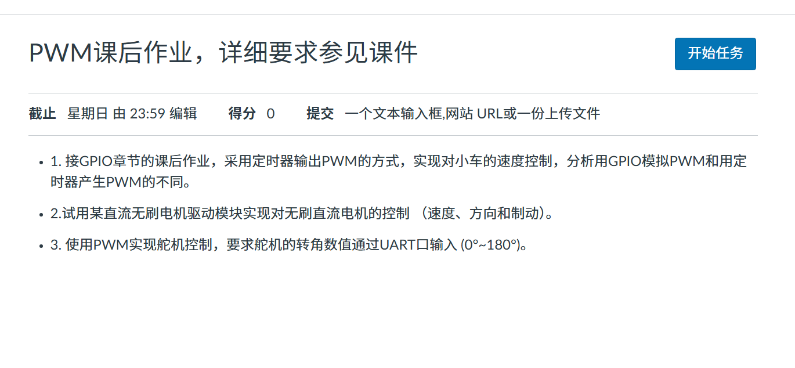 PWM课后作业，详细要求参见课件
开始任务
截止 星期日 由 23:59 编辑 得分 0 提交 一个文本输入框,网站 URL或一份上传文件
1. 接GPIO章节的课后作业，采用定时器输出PWM的方式，实现对小车的速度控制，分析用GPIO模拟PWM和用定
时器产生PWM的不同。
2.试用某直流无刷电机驱动模块实现对无刷直流电机的控制 （速度、方向和制动）。
3. 使用PWM实现舵机控制，要求舵机的转角数值通过UART口输入 (0°~180°)。